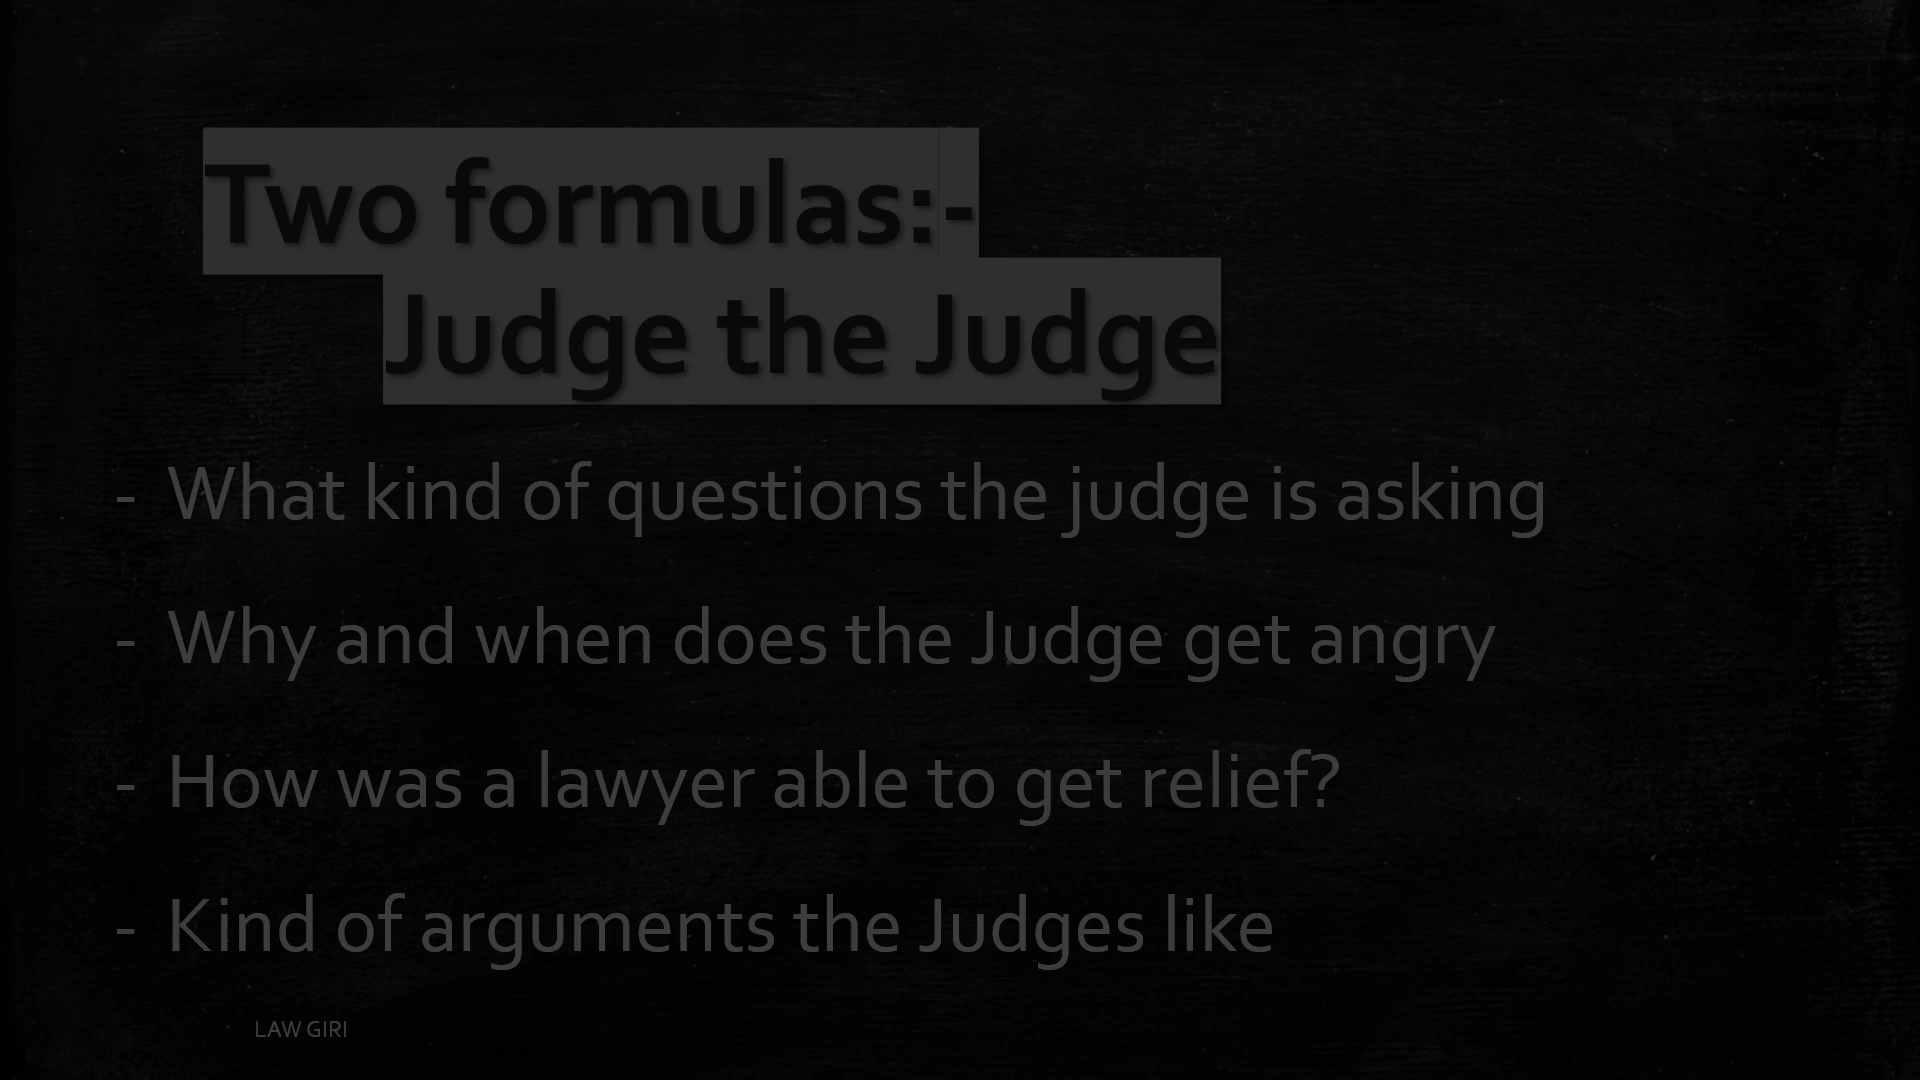 Two formulas:-
1. Judge the Judge
- What kind of questions the judge is asking
- Why and when does the Judge get angry
- How was a lawyer able to get relief?
- Kind of arguments the Judges like
LAW GIRI